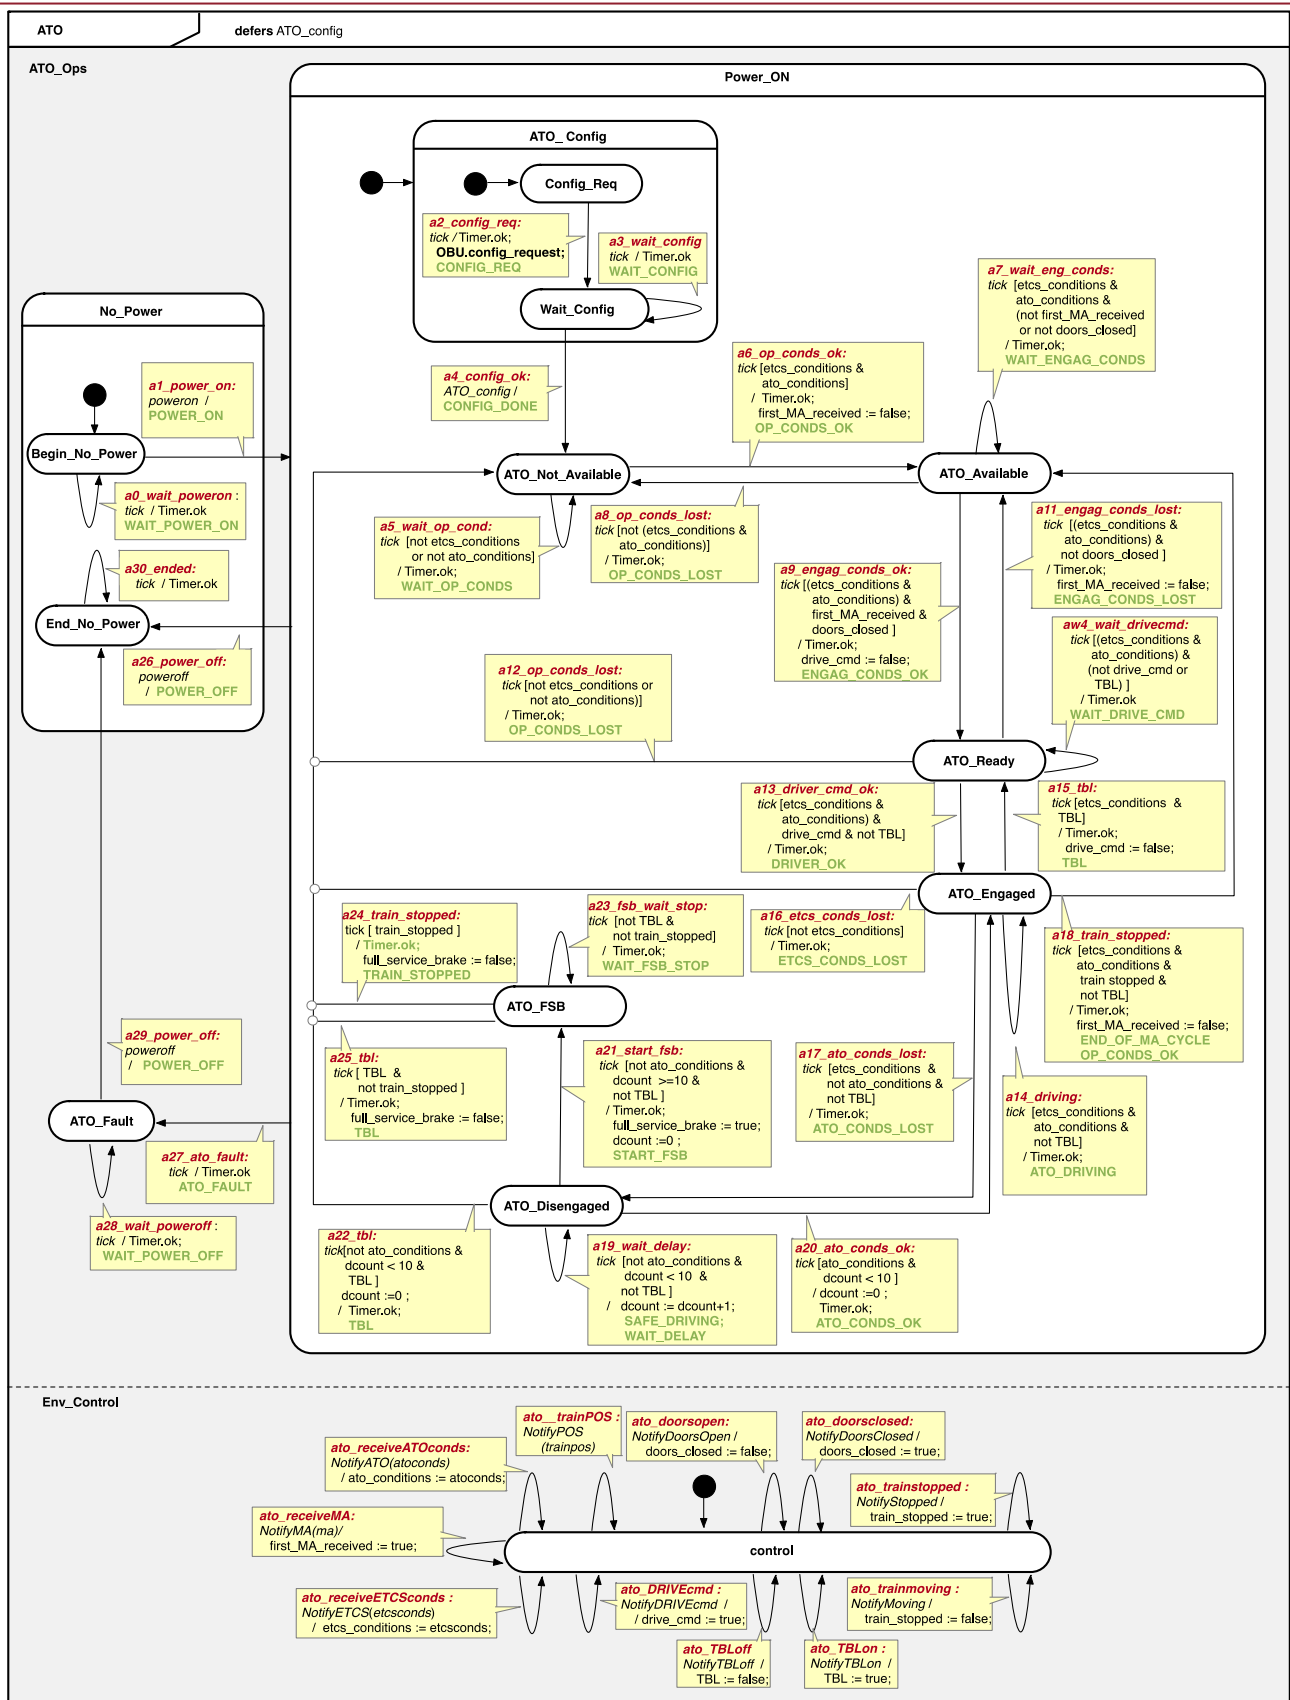 ATO
defers ATO_config
ATO_Ops
Power_ON
ATO_ Config
Config_Req
a2_config_req:
tick / Timer.ok;
OBU.config_request;
CONFIG_REQ
a3_wait_config
tick / Timer.ok
WAIT_CONFIG
Wait_Config
a7_wait_eng_conds:
tick [etcs_conditions &
ato_conditions &
(not first_MA_received
or not doors_closed]
/ Timer.ok;
WAIT_ENGAG_CONDS
No_Power
a1_power_on:
poweron /
POWER_ON
Begin_No_Power
a0_wait_poweron :
tick / Timer.ok
WAIT_POWER_ON
a30_ended:
tick / Timer.ok
End_No_Power
a26_power_off:
poweroff
/ POWER_OFF
a4_config_ok:
ATO_config /
CONFIG_DONE
a6_op_conds_ok:
tick [etcs_conditions &
ato_conditions]
/ Timer.ok;
first_MA_received := false;
OP_CONDS_OK
ATO_Not_Available
ATO_Available
a5_wait_op_cond:
tick [not etcs_conditions
or not ato_conditions]
/ Timer.ok;
WAIT_OP_CONDS
a8_op_conds_lost:
tick [not (etcs_conditions &
ato_conditions)]
/ Timer.ok;
OP_CONDS_LOST
a11_engag_conds_lost:
tick [(etcs_conditions &
ato_conditions) &
not doors_closed ]
/ Timer.ok;
first_MA_received := false;
ENGAG_CONDS_LOST
a9_engag_conds_ok:
tick [(etcs_conditions &
ato_conditions) &
first_MA_received &
doors_closed ]
/ Timer.ok;
drive_cmd := false;
ENGAG_CONDS_OK
aw4_wait_drivecmd:
tick [(etcs_conditions &
ato_conditions) &
(not drive_cmd or
TBL) ]
/ Timer.ok
WAIT_DRIVE_CMD
a12_op_conds_lost:
tick [not etcs_conditions or
not ato_conditions)]
/ Timer.ok;
OP_CONDS_LOST
ATO_Ready
a13_driver_cmd_ok:
tick [etcs_conditions &
ato_conditions) &
drive_cmd & not TBL]
/ Timer.ok;
DRIVER_OK
a15_tbl:
tick [etcs_conditions &
TBL]
/ Timer.ok;
drive_cmd := false;
TBL
ATO_Engaged
a24_train_stopped:
tick [ train_stopped ]
/ Timer.ok;
full_service_brake := false;
TRAIN_STOPPED
a23_fsb_wait_stop:
tick [not TBL &
not train_stopped]
/ Timer.ok;
WAIT_FSB_STOP
a16_etcs_conds_lost:
tick [not etcs_conditions]
/ Timer.ok;
ETCS_CONDS_LOST
a18_train_stopped:
tick [etcs_conditions &
ato_conditions &
train stopped &
not TBL]
/ Timer.ok;
first_MA_received := false;
END_OF_MA_CYCLE
OP_CONDS_OK
ATO_FSB
a29_power_off:
poweroff
/ POWER_OFF
a25_tbl:
tick [ TBL &
not train_stopped ]
/ Timer.ok;
full_service_brake := false;
TBL
a21_start_fsb:
tick [not ato_conditions &
dcount >=10 &
not TBL ]
/ Timer.ok;
full_service_brake := true;
dcount :=0 ;
START_FSB
a17_ato_conds_lost:
tick [etcs_conditions &
not ato_conditions &
not TBL]
/ Timer.ok;
ATO_CONDS_LOST
a14_driving:
tick [etcs_conditions &
ato_conditions &
not TBL]
/ Timer.ok;
ATO_DRIVING
ATO_Fault
a27_ato_fault:
tick / Timer.ok
ATO_FAULT
a28_wait_poweroff :
tick / Timer.ok;
WAIT_POWER_OFF
ATO_Disengaged
a22_tbl:
tick[not ato_conditions &
dcount < 10 &
TBL ]
dcount :=0 ;
/ Timer.ok;
TBL
a19_wait_delay:
tick [not ato_conditions &
dcount < 10 &
not TBL ]
/ dcount := dcount+1;
SAFE_DRIVING;
WAIT_DELAY
a20_ato_conds_ok:
tick [ato_conditions &
dcount < 10 ]
/ dcount :=0 ;
Timer.ok;
ATO_CONDS_OK
Env_Control
ato_receiveATOconds:
NotifyATO(atoconds)
/ ato_conditions := atoconds;
ato__trainPOS :
NotifyPOS
(trainpos)
ato_doorsopen:
NotifyDoorsOpen /
doors_closed := false;
ato_doorsclosed:
NotifyDoorsClosed /
doors_closed := true;
ato_trainstopped :
NotifyStopped /
train_stopped := true;
ato_receiveMA:
NotifyMA(ma)/
first_MA_received := true;
control
ato_receiveETCSconds :
NotifyETCS(etcsconds)
/ etcs_conditions := etcsconds;
ato_DRIVEcmd :
NotifyDRIVEcmd /
/ drive_cmd := true;
ato_trainmoving :
NotifyMoving /
train_stopped := false;
ato_TBLoff
NotifyTBLoff /
TBL := false;
ato_TBLon :
NotifyTBLon /
TBL := true;